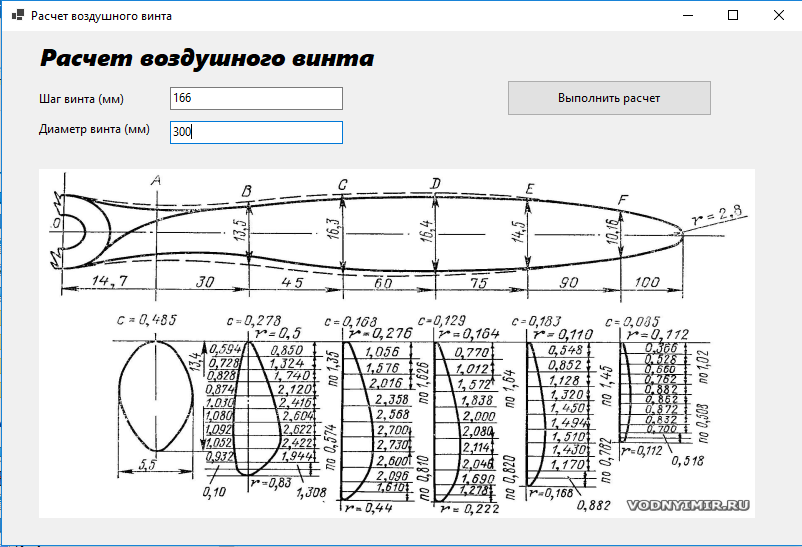 Расчет воздушного винта
Расчет воздушного винта
Шаг винта (мм)
166
Выполнить расчет
Диаметр винта (мм)
300
A
B
C
D
E
F
0
13,5
16,3
16,4
14,5
10,16
r=2,8
14,7
30
45
60
75
90
100
c=0,485
c=0,278
c=0,168
c=0,129
c=0,183
c=0,085
r=0,5
r=0,276
r=0,164
r=0,110
r=0,112
13,4
5,5
0,594 0,850
0,728 1,324
0,828 1,740
0,874 2,120
1,030 2,416
1,080 2,604
1,092 2,622
1,052 2,422
0,932 1,944
0,10
r=0,83
1,308
по 1,35
по 0,574
1,056
1,576
2,016
2,358
2,568
2,700
2,730
2,600
2,096
1,610
r=0,44
по 1,626
по 0,810
0,770
1,012
1,572
1,838
2,000
2,080
2,114
2,046
1,690
1,278
r=0,222
по 1,64
по 0,820
0,548
0,852
1,128
1,320
1,450
1,494
1,510
1,430
1,170
r=0,168
0,882
по 1,45
по 0,762
0,366
0,528
0,660
0,762
0,882
0,862
0,872
0,832
0,700
r=0,112
0,518
по 1,02
по 0,508
VODNYIMIR.RU